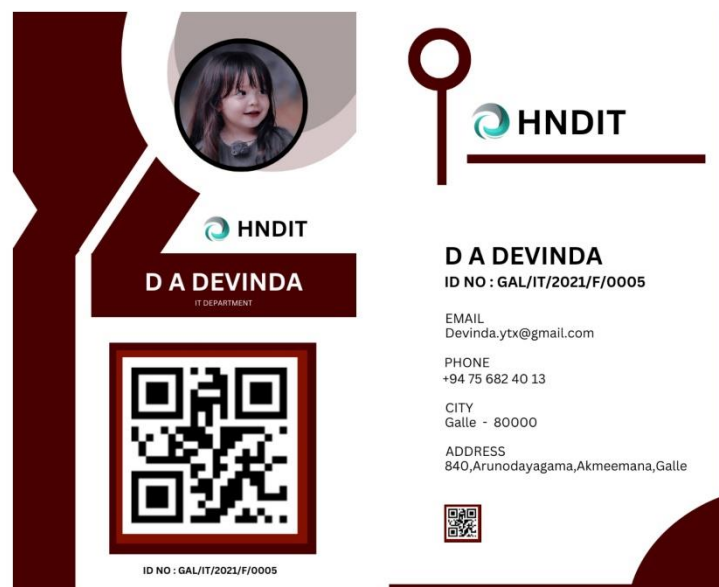 HNDIT
D A DEVINDA
IT DEPARTMENT
ID NO : GAL/IT/2021/F/0005
HNDIT
D A DEVINDA
ID NO : GAL/IT/2021/F/0005
EMAIL
Devinda.ytx@gmail.com
PHONE
+94 75 682 40 13
CITY
Galle - 80000
ADDRESS
840,Arunodayagama,Akmeemana,Galle